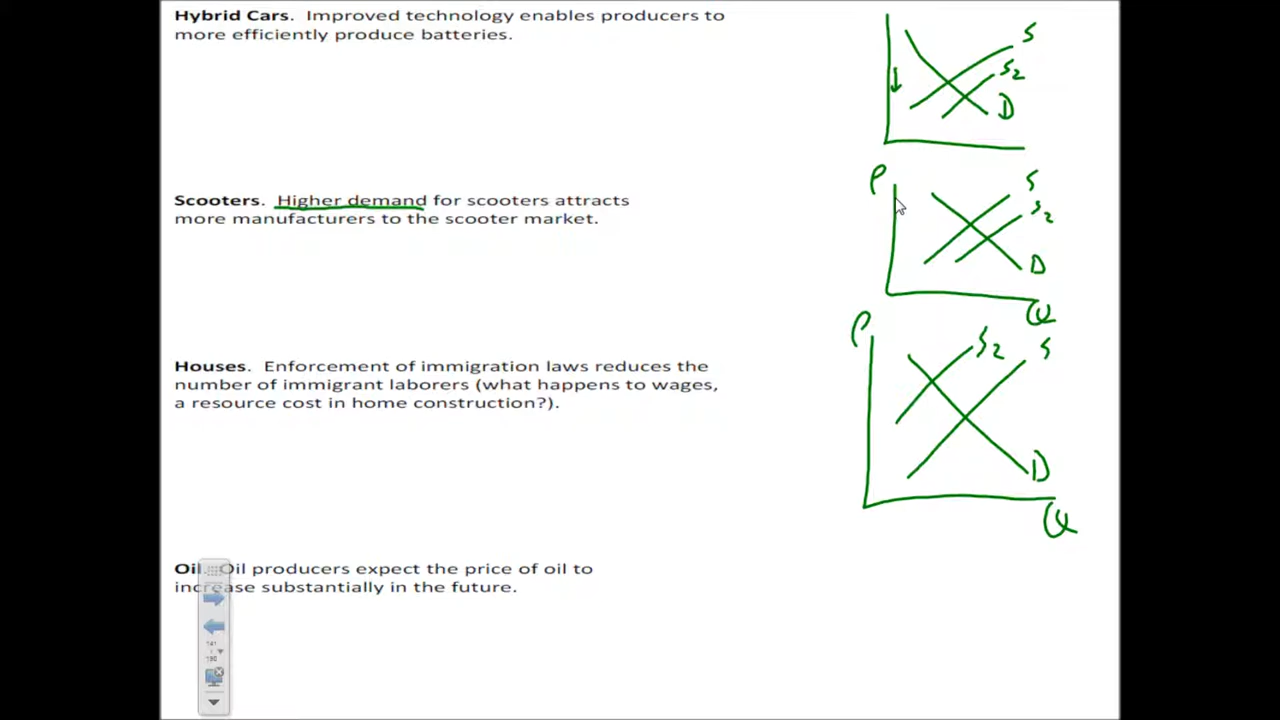 Hybrid Cars. Improved technology enables producers to
more efficiently produce batteries.
S
S2
D
P
Scooters. Higher demand for scooters attracts
more manufacturers to the scooter market.
S
S2
D
Q
P
Houses. Enforcement of immigration laws reduces the
number of immigrant laborers (what happens to wages,
a resource cost in home construction?).
S2
S
D
Q
Oil. Oil producers expect the price of oil to
increase substantially in the future.